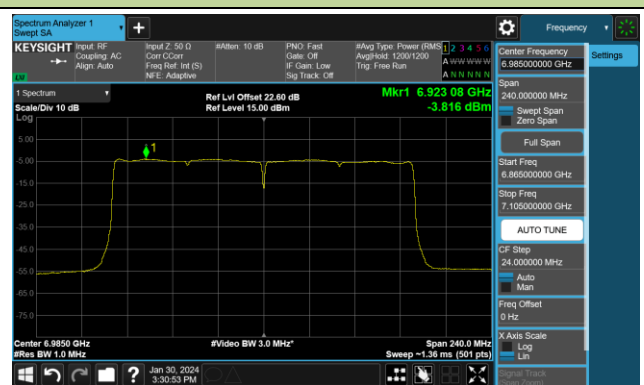 Spectrum Analyzer 1
Swept SA
Frequency
KEYSIGHT
Input: RF
Coupling: AC
Align: Auto
Input Z: 50 Ω
Corr CCorr
Freq Ref: Int (S)
NFE: Adaptive
#Atten: 10 dB
PNO: Fast
Gate: Off
IF Gain: Low
Sig Track: Off
#Avg Type: Power (RMS
Avg|Hold: 1200/1200
Trig: Free Run
1 2 3 4 5 6
A WWWWW
A N N N N N
LW
1 Spectrum
Scale/Div 10 dB
Log
Ref Lvl Offset 22.60 dB
Ref Level 15.00 dBm
Mkr1 6.923 08 GHz
-3.816 dBm
5.00
-5.00
-15.0
-25.0
-35.0
-45.0
-55.0
-65.0
-75.0
1
Center 6.9850 GHz
#Res BW 1.0 MHz
#Video BW 3.0 MHz*
Span 240.0 MHz
Sweep ~1.36 ms (501 pts)
Center Frequency
6.985000000 GHz
Span
240.000000 MHz
Swept Span
Zero Span
Full Span
Start Freq
6.865000000 GHz
Stop Freq
7.105000000 GHz
AUTO TUNE
CF Step
24.000000 MHz
Auto
Man
Freq Offset
0 Hz
X Axis Scale
Log
Lin
Signal Track
(Span Zoom)
Settings
?
Jan 30, 2024
3:30:53 PM